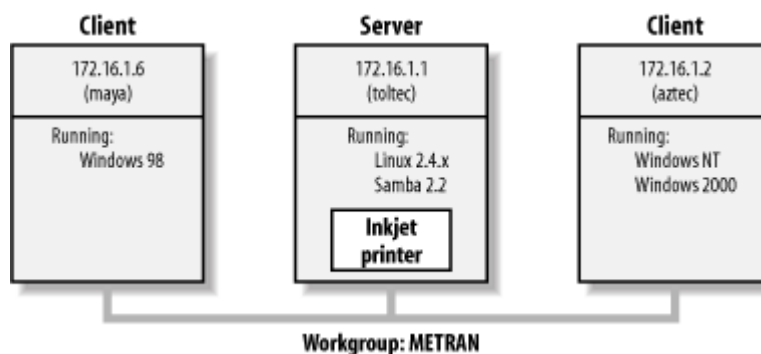 Client
172.16.1.6
(maya)
Running:
Windows 98
Server
172.16.1.1
(toltec)
Running:
Linux 2.4.x
Samba 2.2
Inkjet
printer
Client
172.16.1.2
(aztec)
Running:
Windows NT
Windows 2000
Workgroup: METRAN